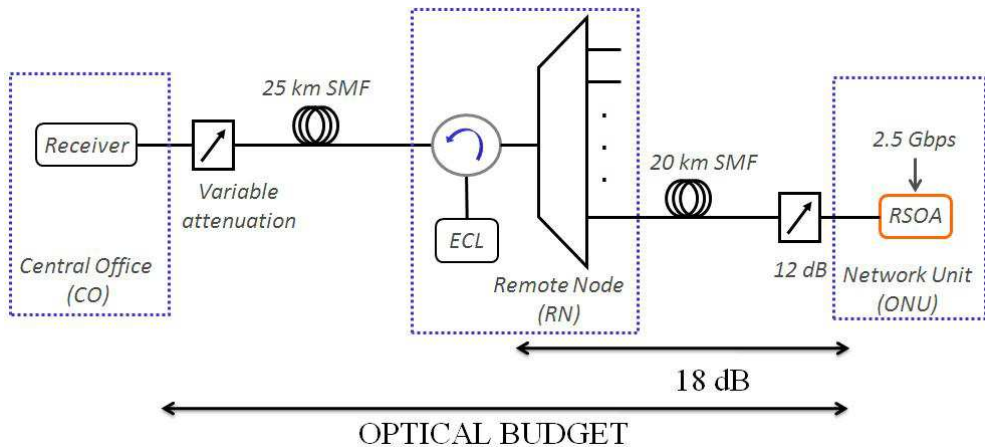 25 km SMF
Receiver
Variable
attenuation
Central Office
(CO)
ECL
Remote Node
(RN)
20 km SMF
2.5 Gbps
RSOA
12 dB
Network Unit
(ONU)
18 dB
OPTICAL BUDGET